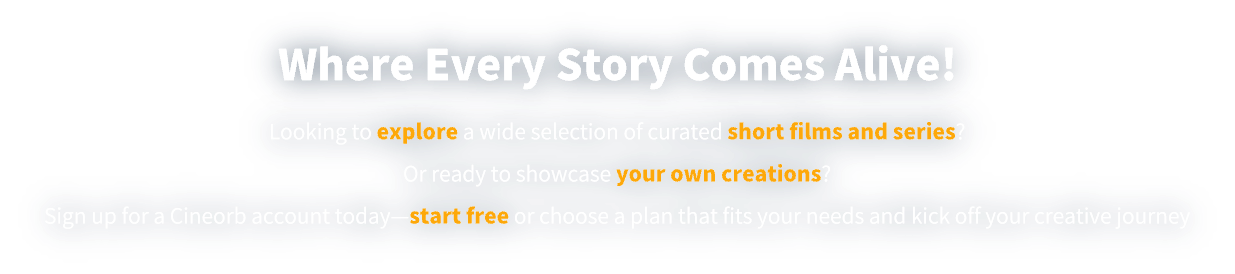 Where Every Story Comes Alive!
Looking to explore a wide selection of curated short films and series?
Or ready to showcase your own creations?
Sign up for a Cineorb account today—start free or choose a plan that fits your needs and kick off your creative journey